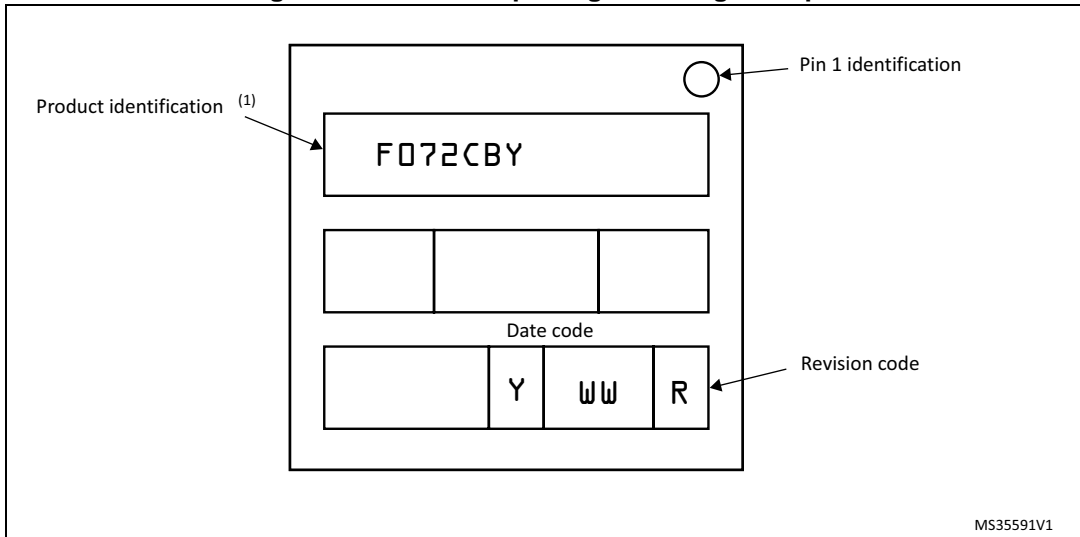 Pin 1 identification
Product identification (1)
F072CBY
Date code
Y WW R
Revision code
MS35591V1